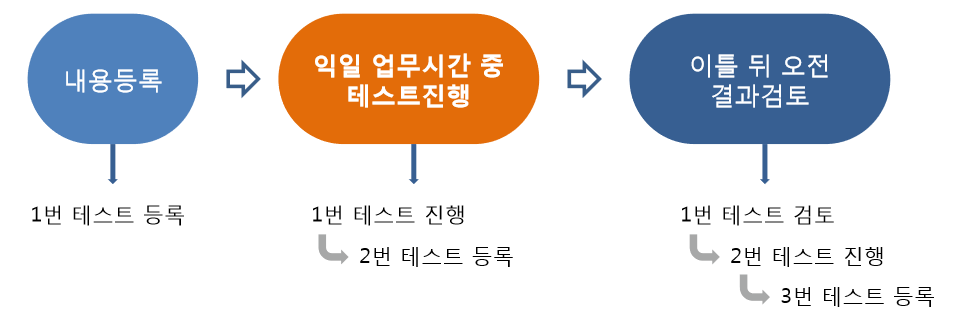 내용등록
익일 업무시간 중
테스트진행
이틀 뒤 오전
결과검토
1번 테스트 등록
1번 테스트 진행
2번 테스트 등록
1번 테스트 검토
2번 테스트 진행
3번 테스트 등록